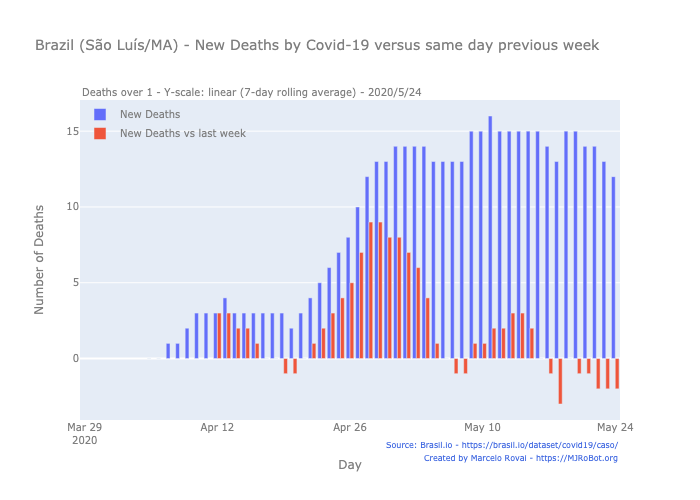 Brazil (São Luís/MA) - New Deaths by Covid-19 versus same day previous week
Deaths over 1 - Y-scale: linear (7-day rolling average) - 2020/5/24
New Deaths
New Deaths vs last week
15
10
5
0
Number of Deaths
Mar 29
2020
Apr 12
Apr 26
May 10
May 24
Day
Source: Brasil.io - https://brasil.io/dataset/covid19/caso/
Created by Marcelo Rovai - https://MJRoBot.org